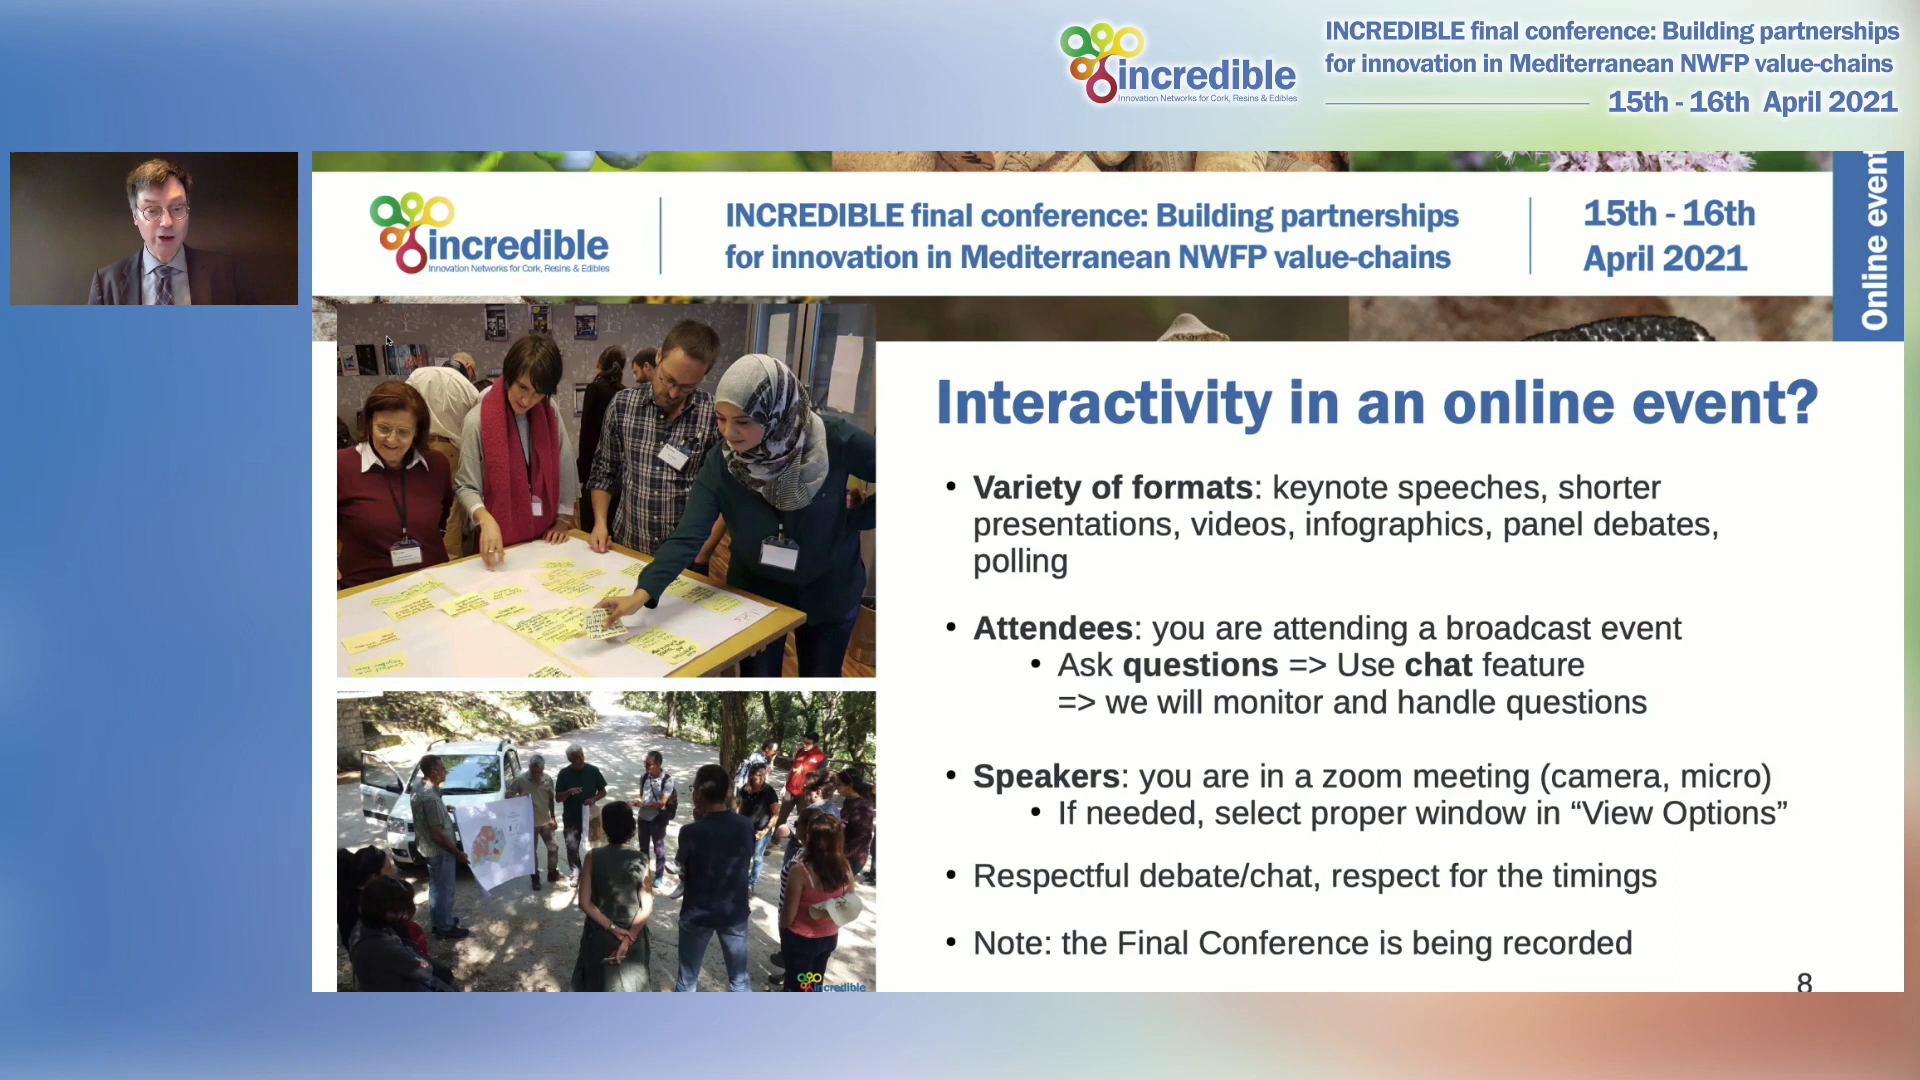 incredible
Innovation Networks for Cork, Resins & Edibles
INCREDIBLE final conference: Building partnerships
for innovation in Mediterranean NWFP value-chains
15th - 16th April 2021
incredible
Innovation Networks for Cork, Resins & Edibles
INCREDIBLE final conference: Building partnerships
for innovation in Mediterranean NWFP value-chains
15th - 16th
April 2021
Online event
Interactivity in an online event?
• Variety of formats: keynote speeches, shorter
presentations, videos, infographics, panel debates,
polling
• Attendees: you are attending a broadcast event
• Ask questions => Use chat feature
=> we will monitor and handle questions
• Speakers: you are in a zoom meeting (camera, micro)
• If needed, select proper window in “View Options”
• Respectful debate/chat, respect for the timings
• Note: the Final Conference is being recorded
incredible
8